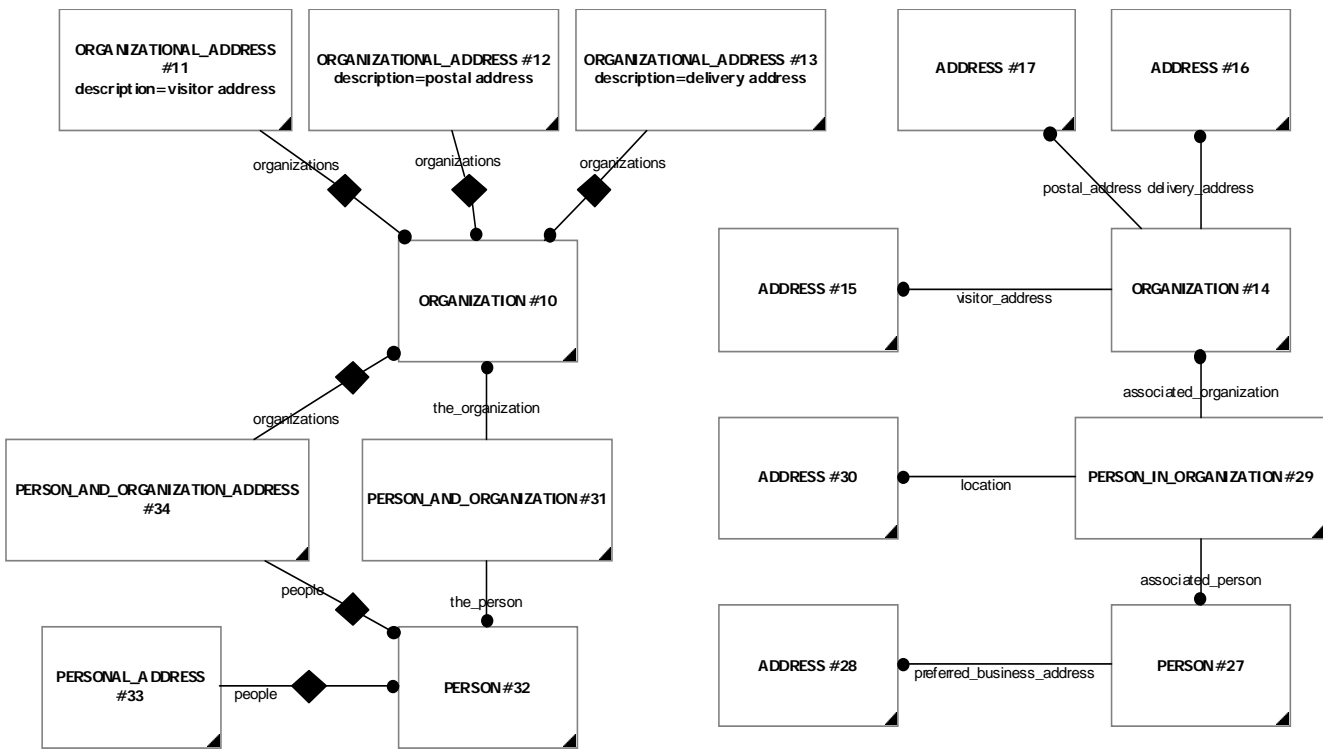 ORGANIZATIONAL_ADDRESS
#11
description=visitor address
ORGANIZATIONAL_ADDRESS #12
description=postal address
ORGANIZATIONAL_ADDRESS #13
description=delivery address
ADDRESS #17
ADDRESS #16
organizations
organizations
organizations
postal_address
delivery_address
ORGANIZATION #10
ADDRESS #15
visitor_address
ORGANIZATION #14
organizations
the_organization
associated_organization
PERSON_AND_ORGANIZATION_ADDRESS
#34
PERSON_AND_ORGANIZATION #31
ADDRESS #30
location
PERSON_IN_ORGANIZATION #29
people
the_person
associated_person
PERSONAL_ADDRESS
#33
people
PERSON #32
ADDRESS #28
preferred_business_address
PERSON #27